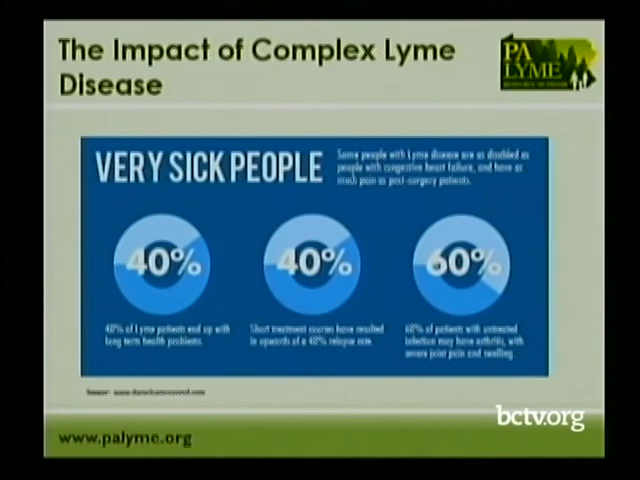 The Impact of Complex Lyme
Disease
PA
LYME
VERY SICK PEOPLE
Some people with Lyme disease are as disabled as
people with congestive heart failure, and have as
much pain as post-surgery patients.
40%
40%
60%
40% of Lyme patients end up with
long term health problems.
Short treatment courses have resulted
in upwards of a 40% relapse rate.
60% of patients with untreated
infection may have arthritis, with
severe joint pain and swelling.
Source:
bctv.org
www.palyme.org